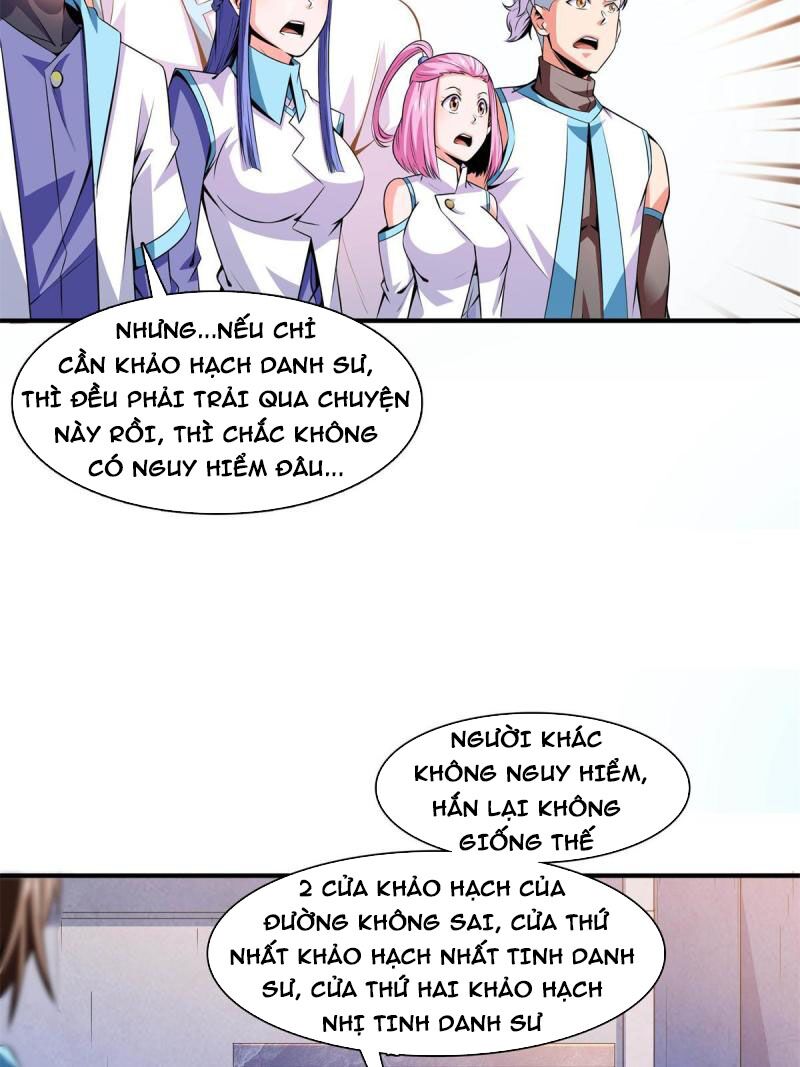 NHƯNG...NẾU CHỈ
CẦN KHẢO HẠCH DANH SƯ,
THÌ ĐỀU PHẢI TRẢI QUA CHUYỆN
NÀY RỒI, THÌ CHẮC KHÔNG
CÓ NGUY HIỂM ĐÂU...
NGƯỜI KHÁC
KHÔNG NGUY HIỂM,
HẮN LẠI KHÔNG
GIỐNG THẾ
2 CỬA KHẢO HẠCH CỦA
ĐƯỜNG KHÔNG SAI, CỬA THỨ
NHẤT KHẢO HẠCH NHẤT TINH DANH
SƯ, CỬA THỨ HAI KHẢO HẠCH
NHỊ TINH DANH SƯ